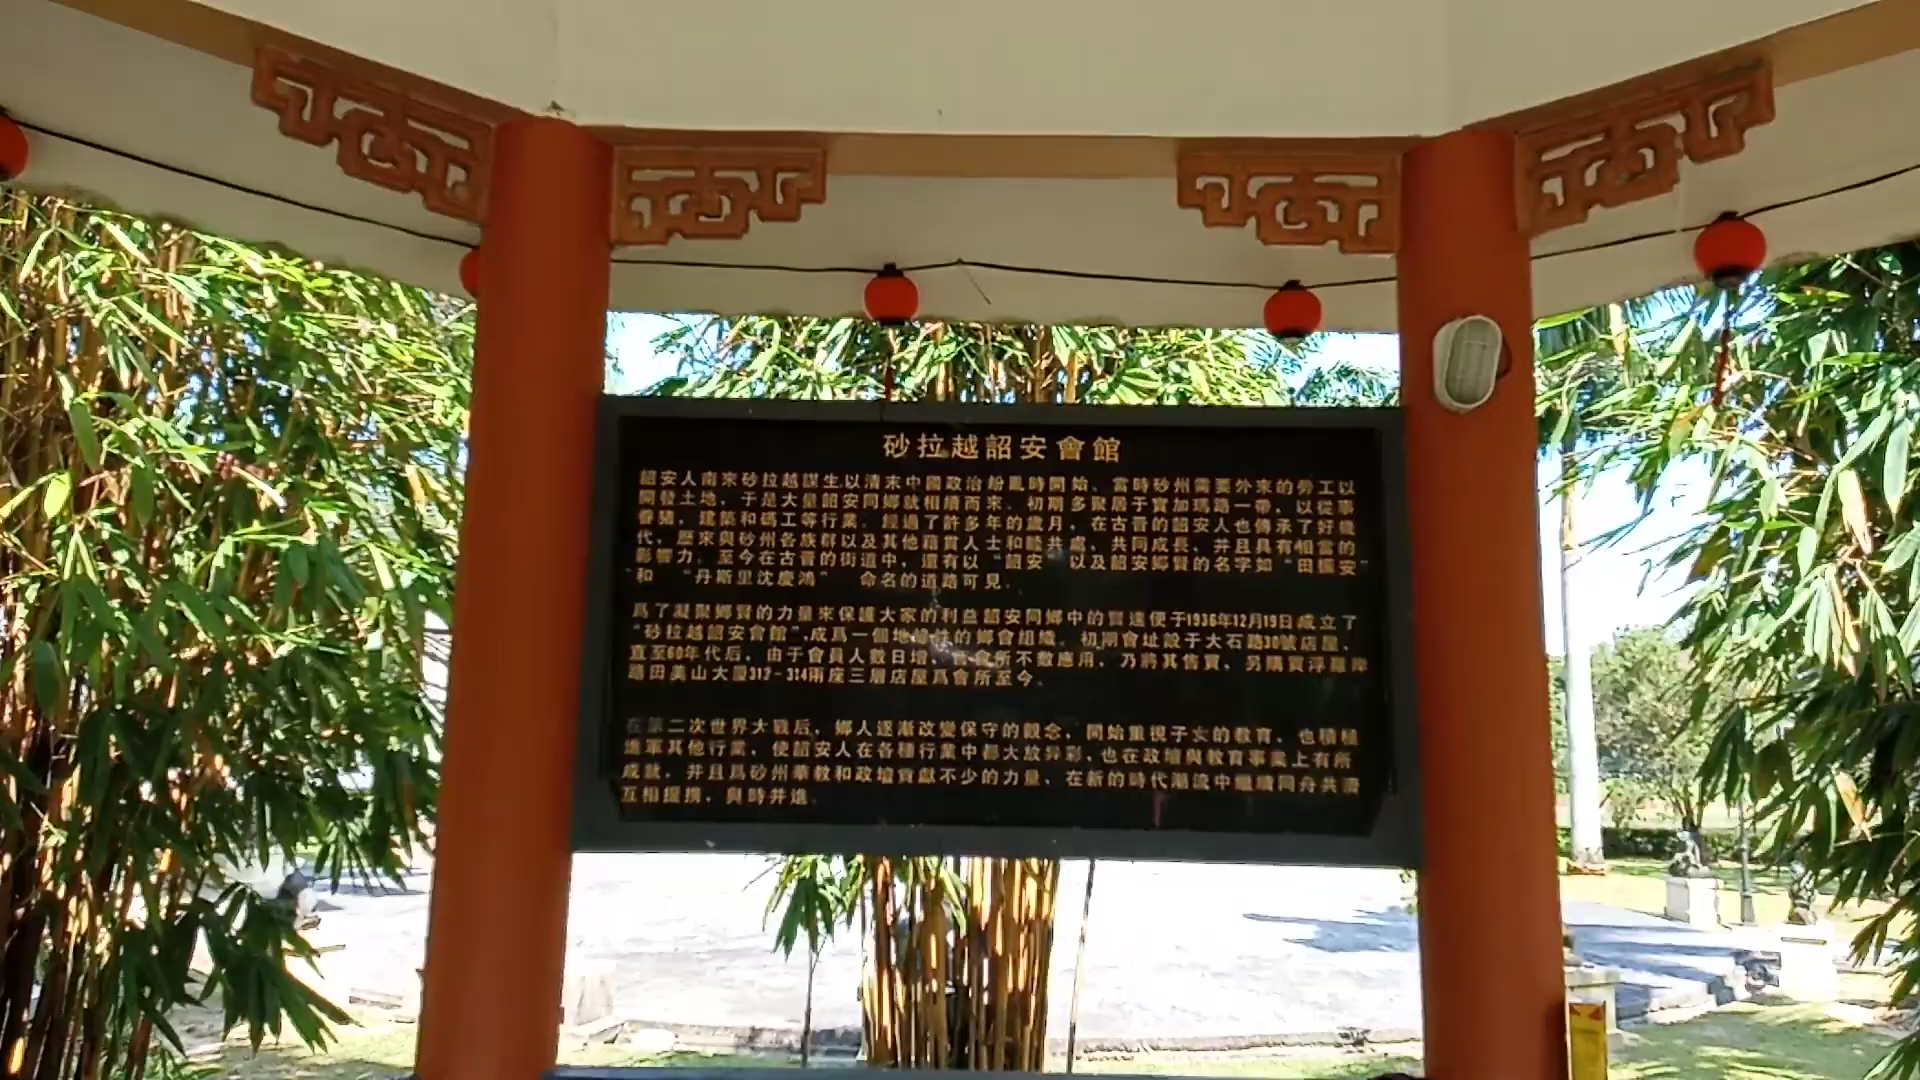 砂拉越詔安會館
詔安人南來砂拉越謀生以清末中國政治紛亂時開始、當時砂州需要外來的勞工以
開發土地，于是大量詔安同鄉就相續而來。初期多聚居于實加瑪路一帶，以從事
養豬，建築和碼工等行業。經過了許多年的歲月，在古晋的詔安人也傳承了好幾
代，歷來與砂州各族群以及其他籍貫人士和睦共處，共同成長，并且具有相當的
影響力。至今在古晋的街道中，還有以“詔安” 以及詔安鄉賢的名字如“田振安”
和 “丹斯里沈慶鴻” 命名的道路可見。
爲了凝聚鄉賢的力量來保護大家的利益詔安同鄉中的賢達便于1936年12月19日成立了
“砂拉越詔安會館”，成爲一個地緣性的鄉會組織。初期會址設于大石路30號店屋、
直至60年代后，由于會員人數日增、舊會所不敷應用，乃將其售賣，另購買浮羅岸
路田美山大廈312-314兩座三層店屋爲會所至今。
在第二次世界大戰后，鄉人逐漸改變保守的觀念，開始重視子女的教育、也積極
進軍其他行業，使詔安人在各種行業中都大放异彩，也在政壇與教育事業上有所
成就，并且爲砂州華教和政壇貢獻不少的力量、在新的時代潮流中繼續同舟共濟
互相提携，與時并進。